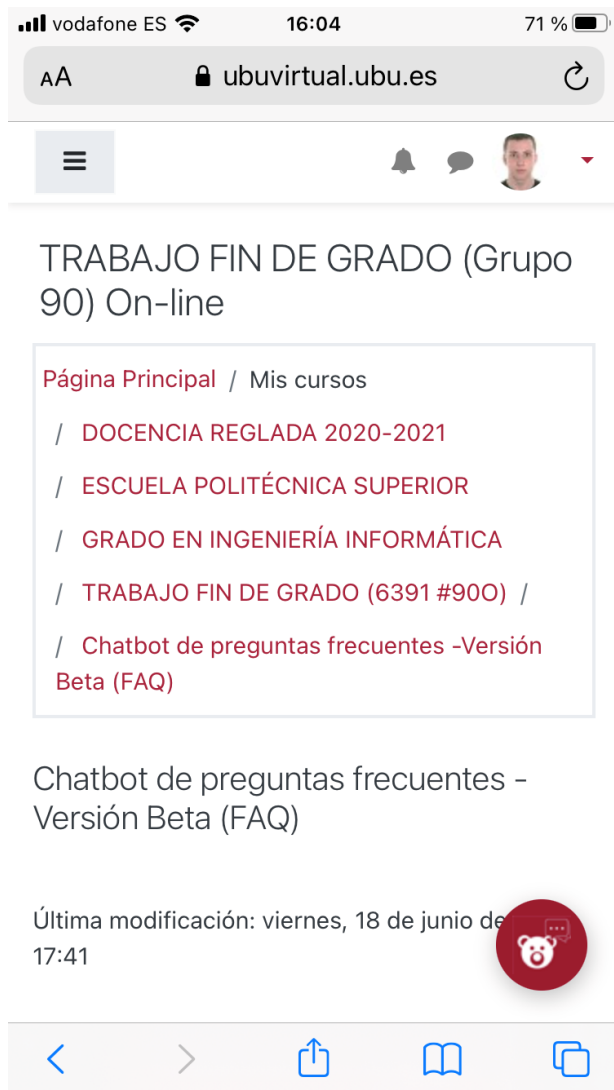 vodafone ES 16:04 71 %
AA ubuvirtual.ubu.es
TRABAJO FIN DE GRADO (Grupo
90) On-line
Página Principal / Mis cursos
/ DOCENCIA REGLADA 2020-2021
/ ESCUELA POLITÉCNICA SUPERIOR
/ GRADO EN INGENIERÍA INFORMÁTICA
/ TRABAJO FIN DE GRADO (6391 #90O) /
/ Chatbot de preguntas frecuentes -Versión
Beta (FAQ)
Chatbot de preguntas frecuentes -
Versión Beta (FAQ)
Última modificación: viernes, 18 de junio de
17:41